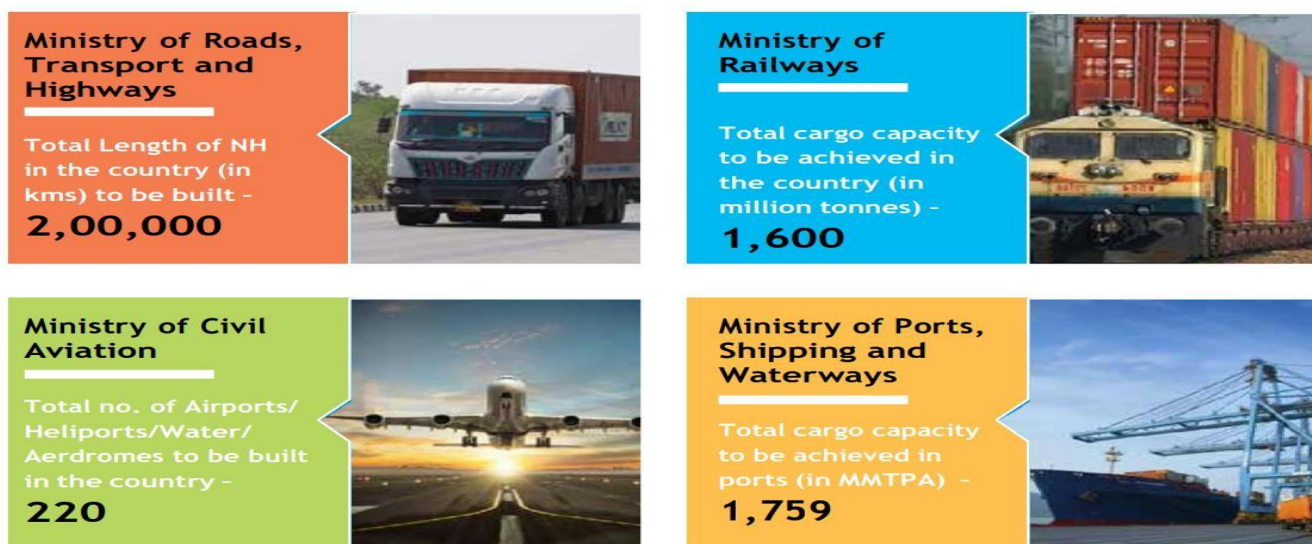 Ministry of Roads,
Transport and
Highways
Total Length of NH
in the country (in
kms) to be built -
2,00,000
Ministry of
Railways
Total cargo capacity
to be achieved in
the country (in
million tonnes) -
1,600
Ministry of Civil
Aviation
Total no. of Airports/
Heliports/Water/
Aerdromes to be built
in the country -
220
Ministry of Ports,
Shipping and
Waterways
Total cargo capacity
to be achieved in
ports (in MMTPA) -
1,759